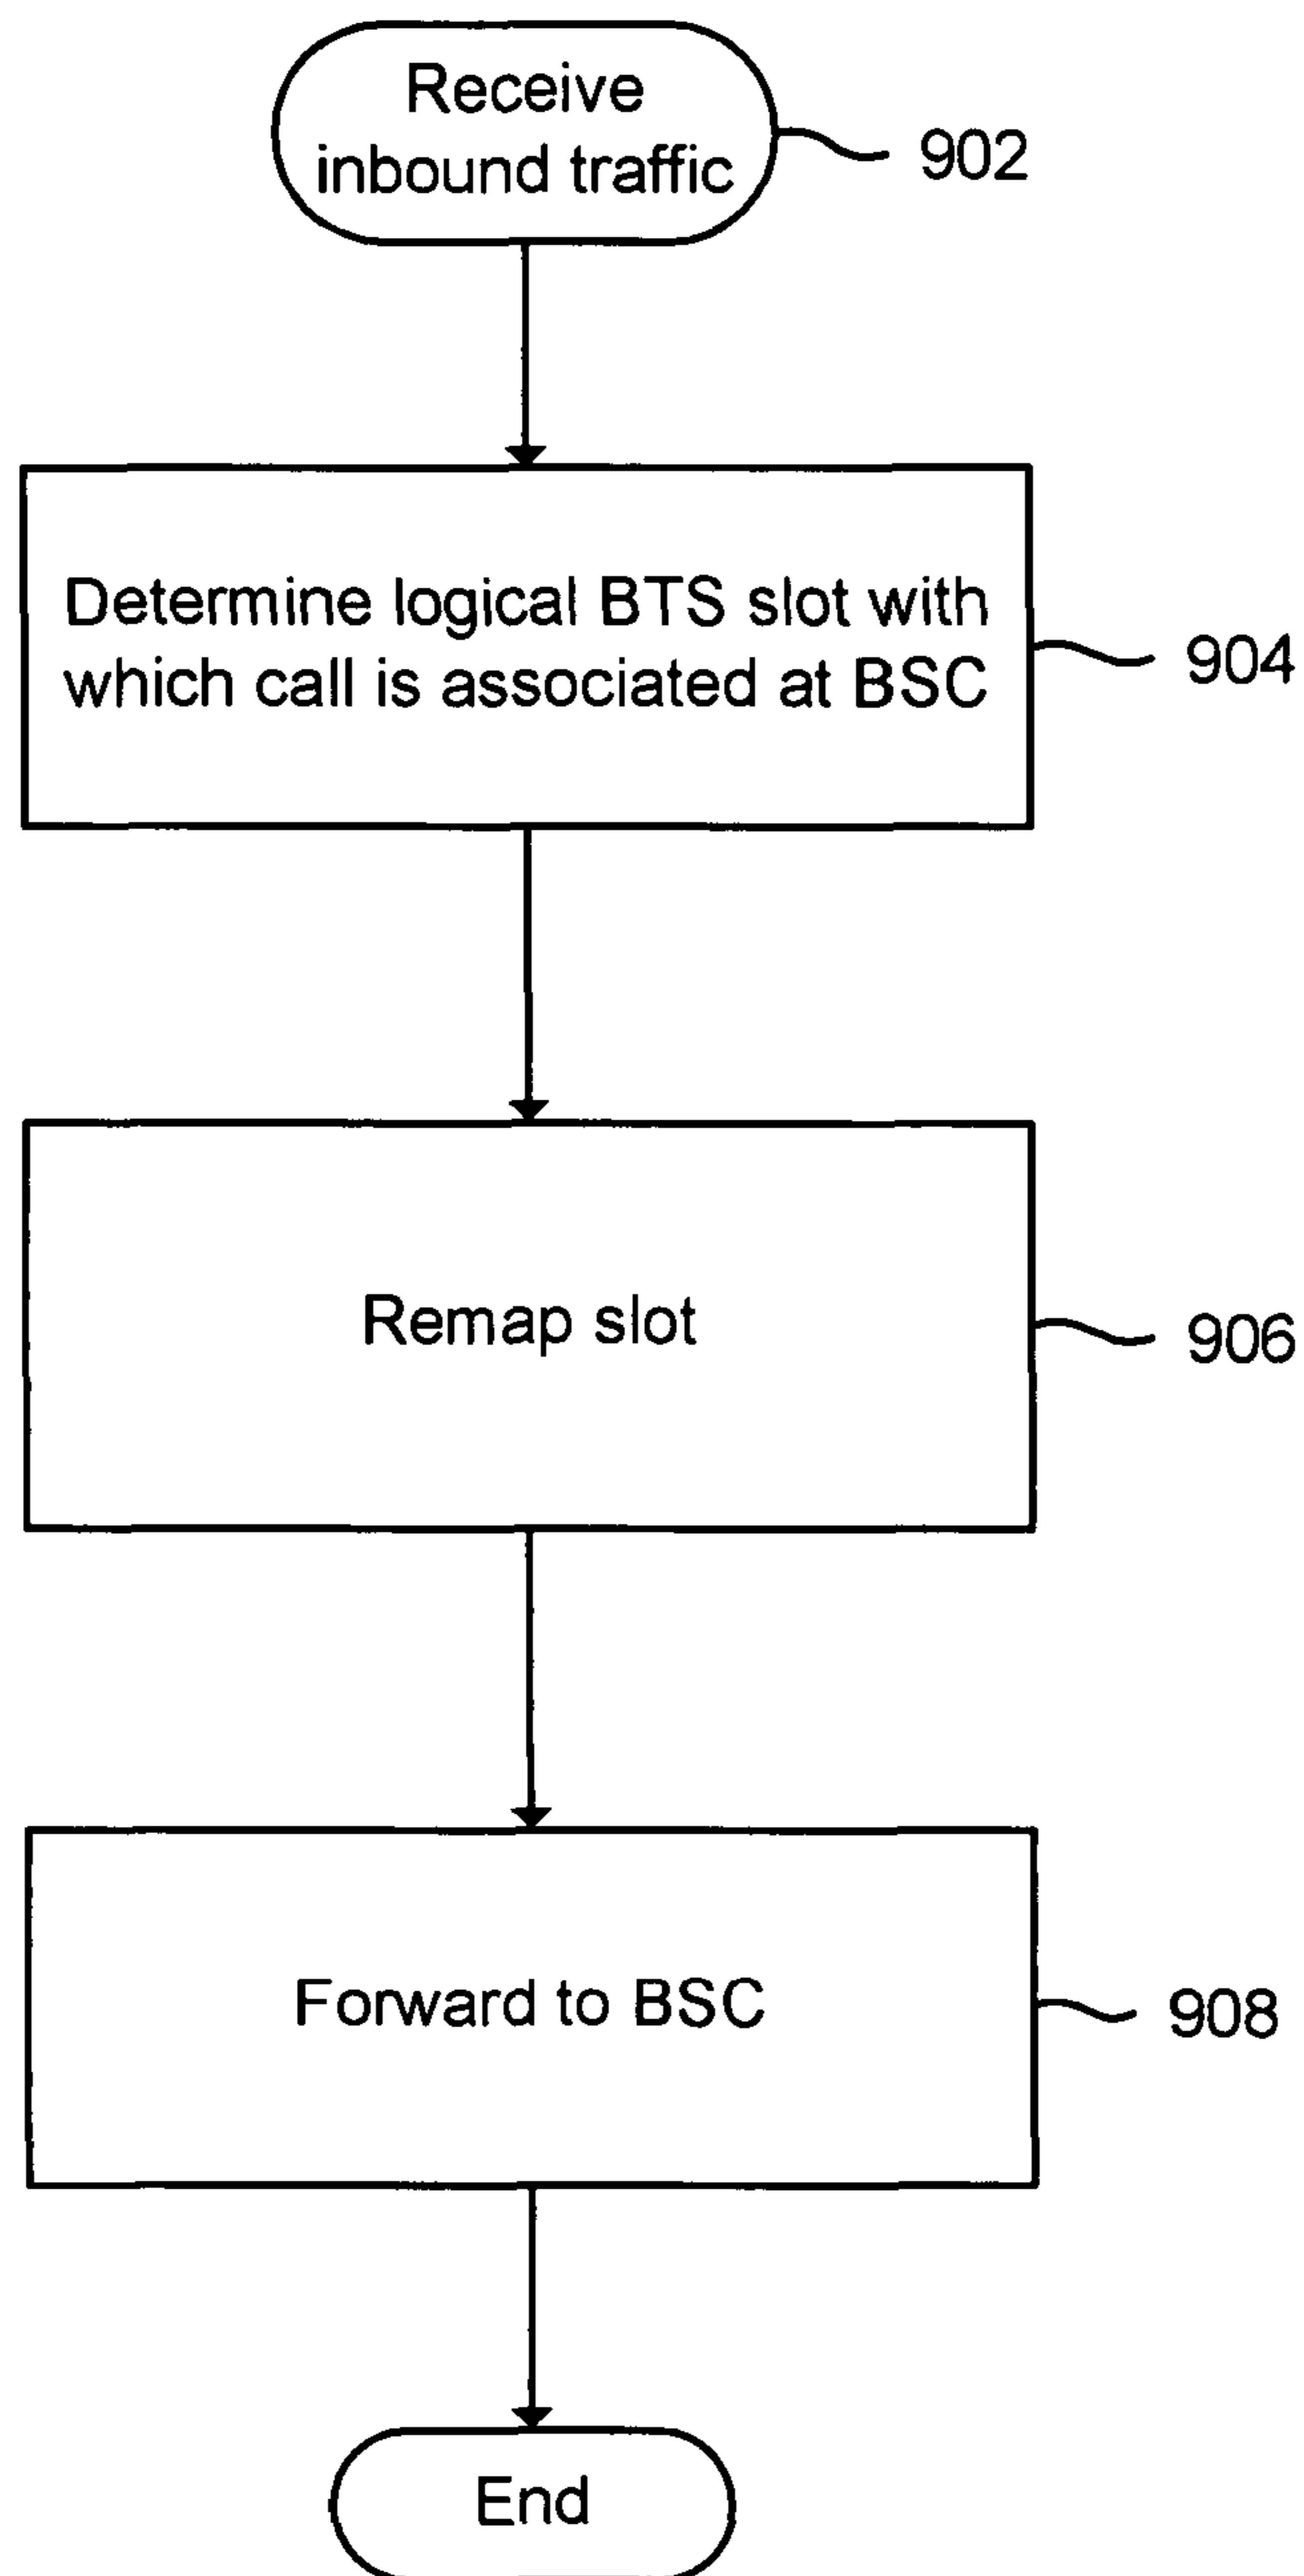 Receive
inbound traffic
902
Determine logical BTS slot with
which call is associated at BSC
904
Remap slot
906
Forward to BSC
908
End